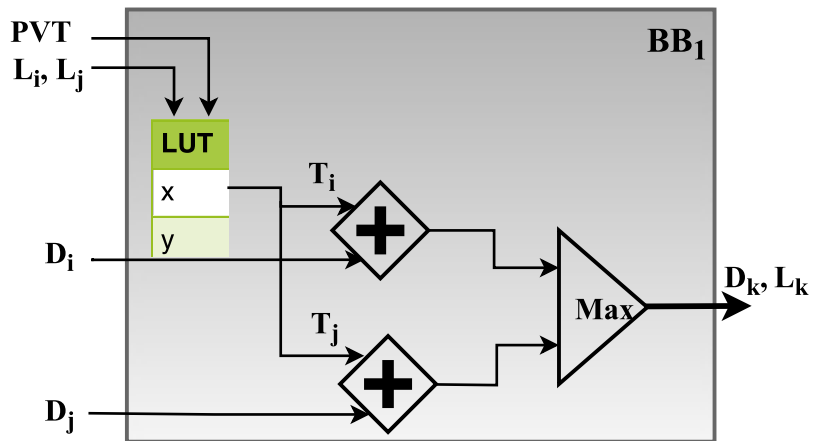 PVT
BB1
Li, Lj
LUT
x
Ti
y
Di
Dk, Lk
Max
Tj
Dj